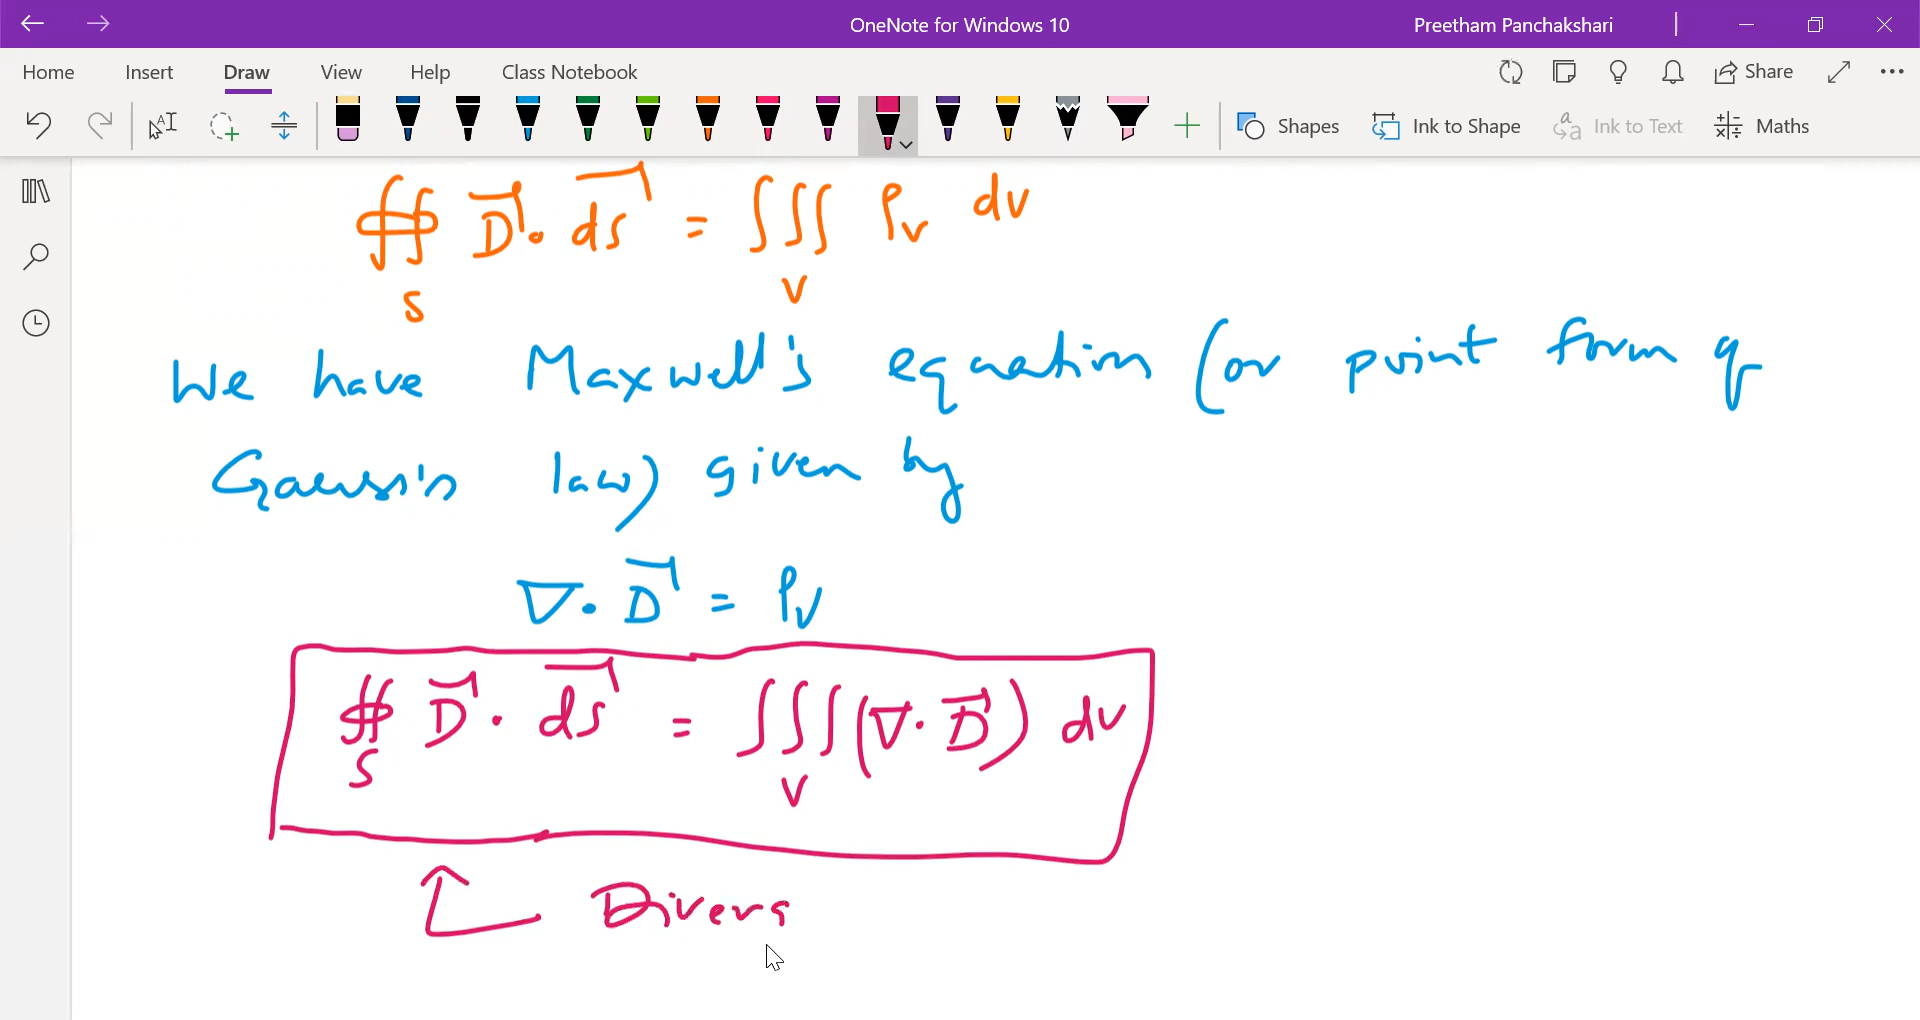 OneNote for Windows 10
Preetham Panchakshari
Home Insert Draw View Help Class Notebook Share
Shapes Ink to Shape Ink to Text Maths
∯ D⃗ · ds⃗ = ∭ ρv dv
S V
We have Maxwell's equation (or point form of
Gauss's law) given by
∇ · D⃗ = ρv
∯ D⃗ · ds⃗ = ∭ (∇ · D⃗) dv
S V
Diverg